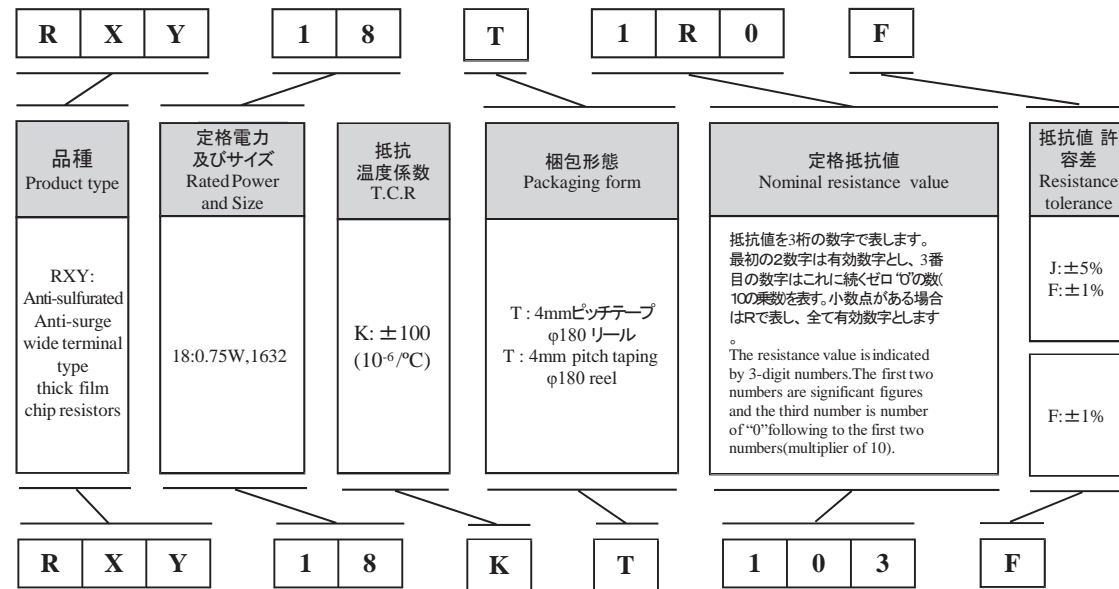 R X Y 1 8 T 1 R 0 F
品種
Product type
定格電力
及びサイズ
Rated Power
and Size
抵抗
温度係数
T.C.R
梱包形態
Packaging form
定格抵抗値
Nominal resistance value
抵抗値 許
容差
Resistance
tolerance
RXY:
Anti-sulfurated
Anti-surge
wide terminal
type
thick film
chip resistors
18:0.75W,1632
K: ±100
(10⁻⁶/℃)
T : 4mmピッチテープ
φ180 リール
T : 4mm pitch taping
φ180 reel
抵抗値を3桁の数字で表します。
最初の2数字は有効数字とし、3番
目の数字はこれに続くゼロ“0”の数(
10の乗数)を表す。小数点がある場合
はRで表し、全て有効数字とします
。
The resistance value is indicated
by 3-digit numbers.The first two
numbers are significant figures
and the third number is number
of “0”following to the first two
numbers(multiplier of 10).
J:±5%
F:±1%
F:±1%
R X Y 1 8 K T 1 0 3 F